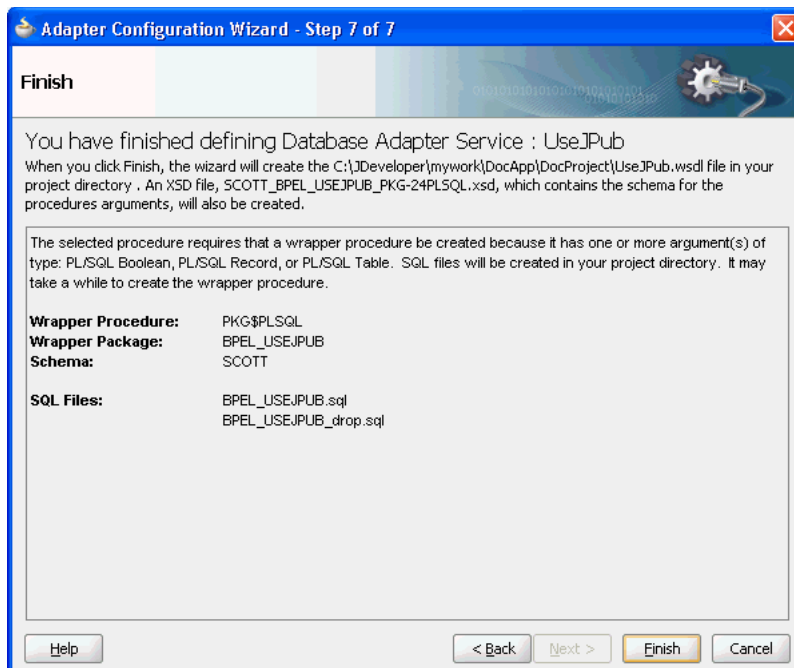 Adapter Configuration Wizard - Step 7 of 7
Finish
You have finished defining Database Adapter Service : UseJPub
When you click Finish, the wizard will create the C:\JDeveloper\mywork\DocApp\DocProject\UseJPub.wsdl file in your
project directory . An XSD file, SCOTT_BPEL_USEJPUB_PKG-24PLSQL.xsd, which contains the schema for the
procedures arguments, will also be created.
The selected procedure requires that a wrapper procedure be created because it has one or more argument(s) of
type: PL/SQL Boolean, PL/SQL Record, or PL/SQL Table. SQL files will be created in your project directory. It may
take a while to create the wrapper procedure.
Wrapper Procedure: PKG$PLSQL
Wrapper Package: BPEL_USEJPUB
Schema: SCOTT
SQL Files: BPEL_USEJPUB.sql
BPEL_USEJPUB_drop.sql
Help < Back Next > Finish Cancel